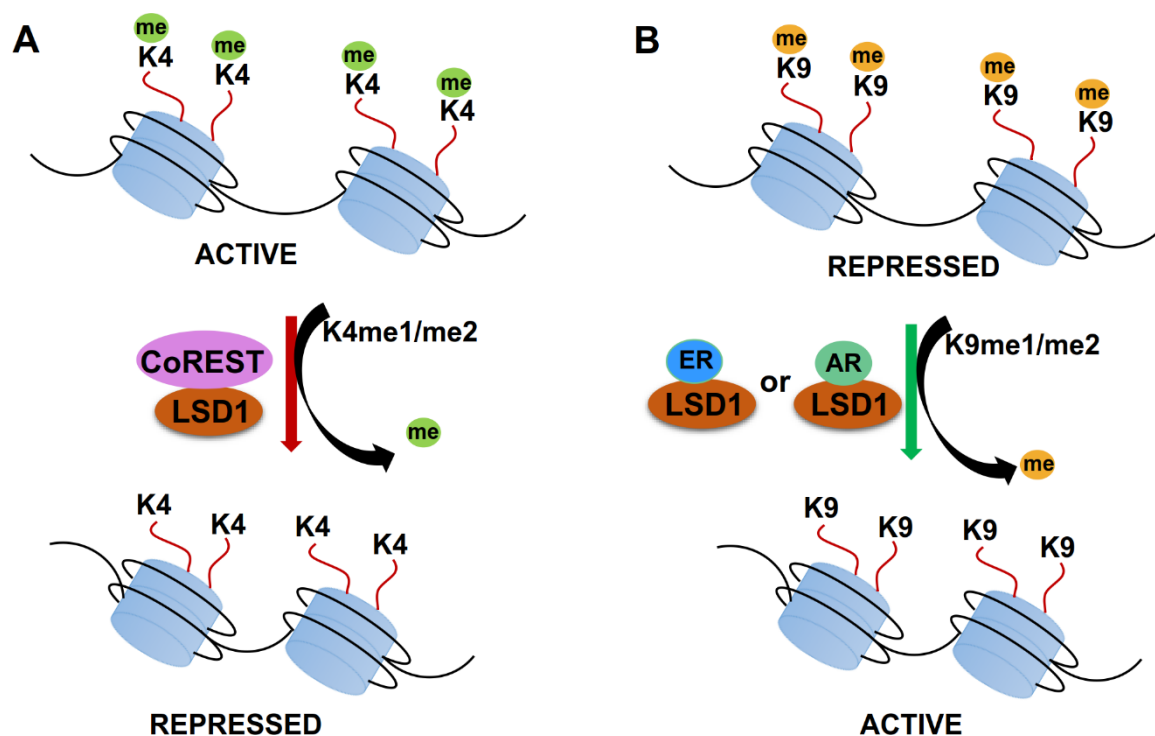 A
me
K4
me
K4
me
K4
me
K4
ACTIVE
CoREST
LSD1
K4me1/me2
me
K4
K4
K4
K4
REPRESSED
B
me
K9
me
K9
me
K9
me
K9
REPRESSED
ER
LSD1
or
AR
LSD1
K9me1/me2
me
K9
K9
K9
K9
ACTIVE